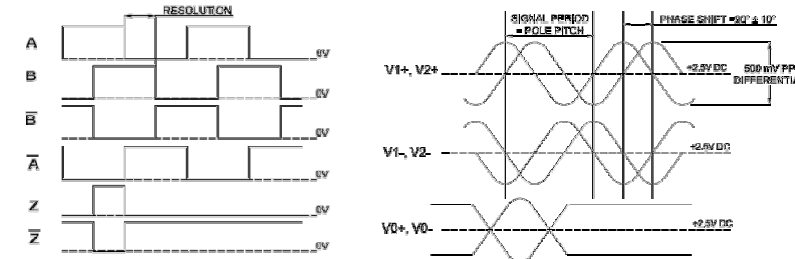 RESOLUTION
A
0V
B
0V
B̅
0V
A̅
0V
Z
0V
Z̅
0V
SIGNAL PERIOD
= POLE PITCH
PHASE SHIFT =90° ± 10°
V1+, V2+
+2.5V DC
500 mV PP
DIFFERENTIA
V1-, V2-
+2.5V DC
V0+, V0-
+2.5V DC